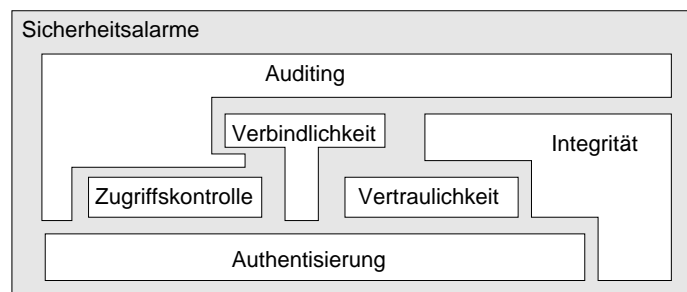 Sicherheitsalarme
Auditing
Verbindlichkeit
Integrität
Zugriffskontrolle
Vertraulichkeit
Authentisierung